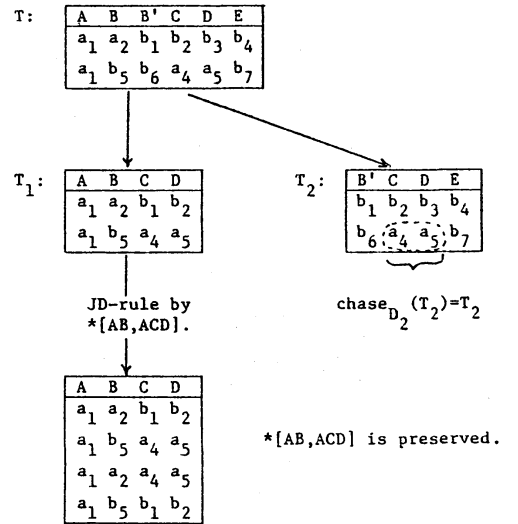 T: A B B' C D E
a1 a2 b1 b2 b3 b4
a1 b5 b6 a4 a5 b7
T1: A B C D
a1 a2 b1 b2
a1 b5 a4 a5
T2: B' C D E
b1 b2 b3 b4
b6 a4 a5 b7
JD-rule by
*[AB,ACD].
chaseD2(T2)=T2
A B C D
a1 a2 b1 b2
a1 b5 a4 a5
a1 a2 a4 a5
a1 b5 b1 b2
*[AB,ACD] is preserved.